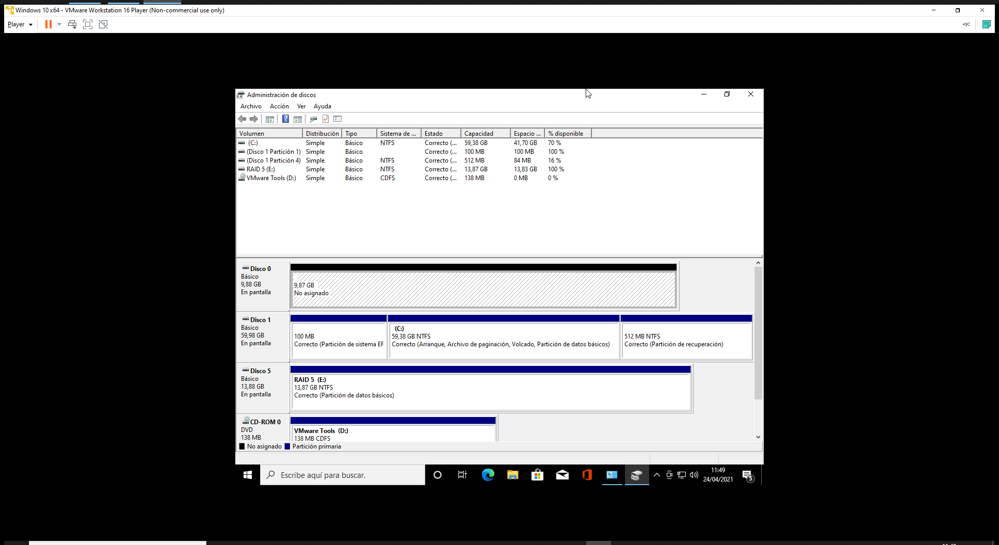 Windows 10 x64 - VMware Workstation 16 Player (Non-commercial use only)
Player
Administración de discos
Archivo Acción Ver Ayuda
Volumen Distribución Tipo Sistema de ... Estado Capacidad Espacio ... % disponible
(C:) Simple Básico NTFS Correcto (... 59,38 GB 41,70 GB 70 %
(Disco 1 Partición 1) Simple Básico Correcto (... 100 MB 100 MB 100 %
(Disco 1 Partición 4) Simple Básico NTFS Correcto (... 512 MB 84 MB 16 %
RAID 5 (E:) Simple Básico NTFS Correcto (... 13,87 GB 13,83 GB 100 %
VMware Tools (D:) Simple Básico CDFS Correcto (... 138 MB 0 MB 0 %
Disco 0
Básico
9,88 GB
En pantalla
9,87 GB
No asignado
Disco 1
Básico
59,98 GB
En pantalla
100 MB
Correcto (Partición de sistema EF
(C:)
59,38 GB NTFS
Correcto (Arranque, Archivo de paginación, Volcado, Partición de datos básicos)
512 MB NTFS
Correcto (Partición de recuperación)
Disco 5
Básico
13,88 GB
En pantalla
RAID 5 (E:)
13,87 GB NTFS
Correcto (Partición de datos básicos)
CD-ROM 0
DVD
138 MB
VMware Tools (D:)
138 MB CDFS
No asignado Partición primaria
Escribe aquí para buscar.
11:49
24/04/2021
5